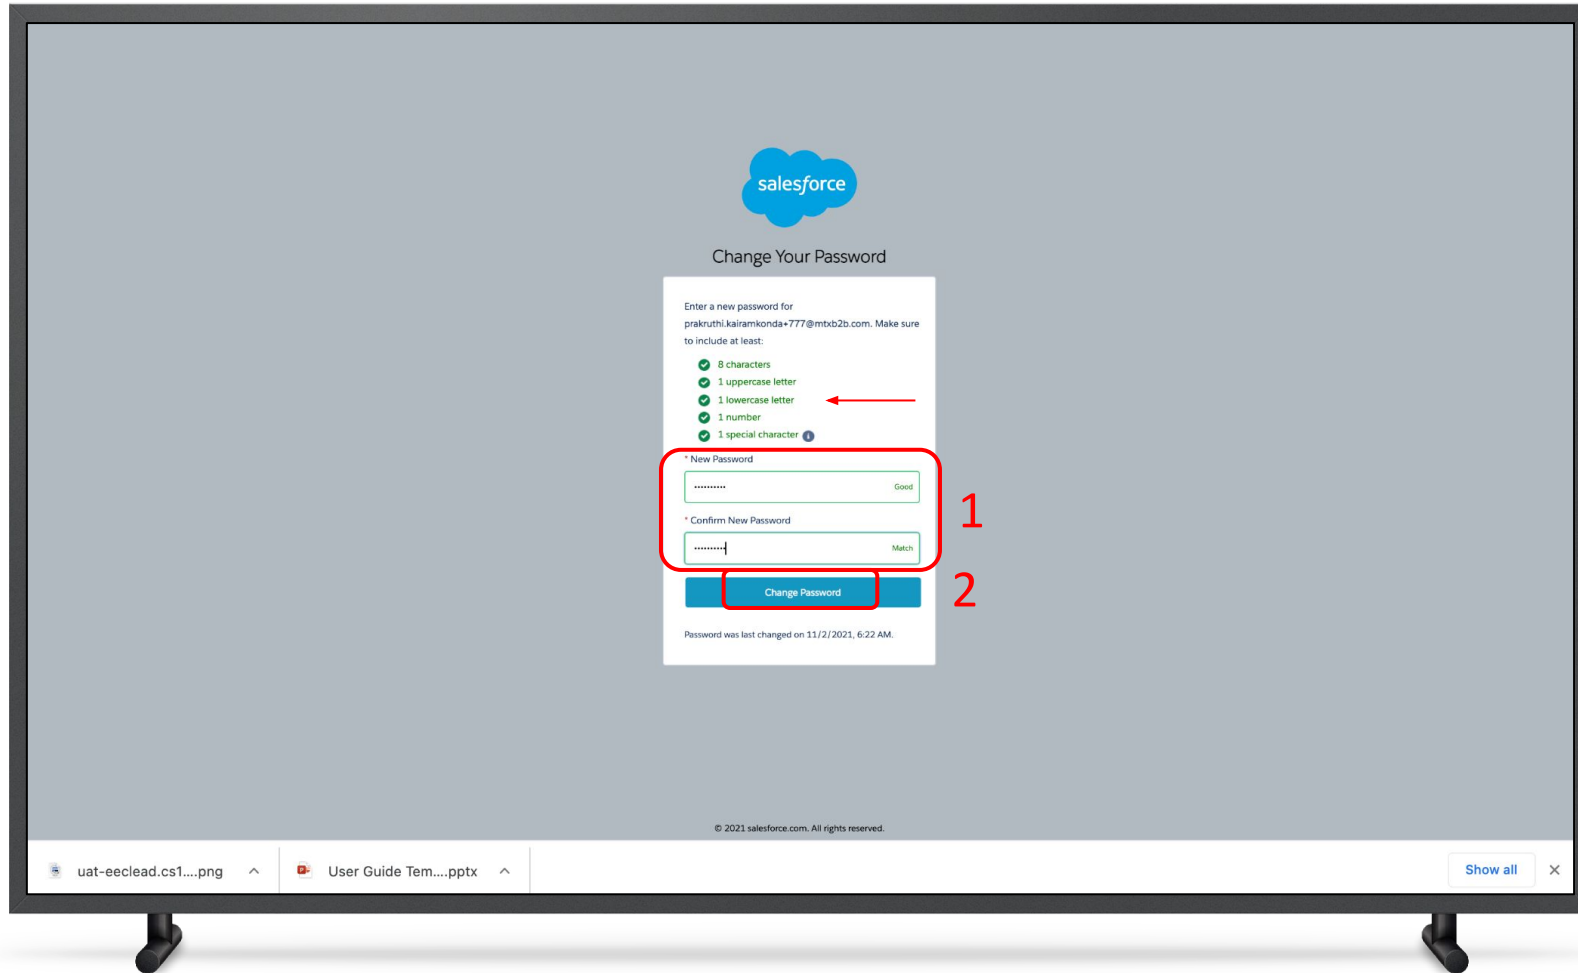 salesforce
Change Your Password
Enter a new password for
prakruthi.kairamkonda+777@mtxb2b.com. Make sure
to include at least:
8 characters
1 uppercase letter
1 lowercase letter
1 number
1 special character
* New Password
Good
1
* Confirm New Password
Match
Change Password
2
Password was last changed on 11/2/2021, 6:22 AM.
© 2021 salesforce.com. All rights reserved.
uat-eeclead.cs1....png
User Guide Tem....pptx
Show all